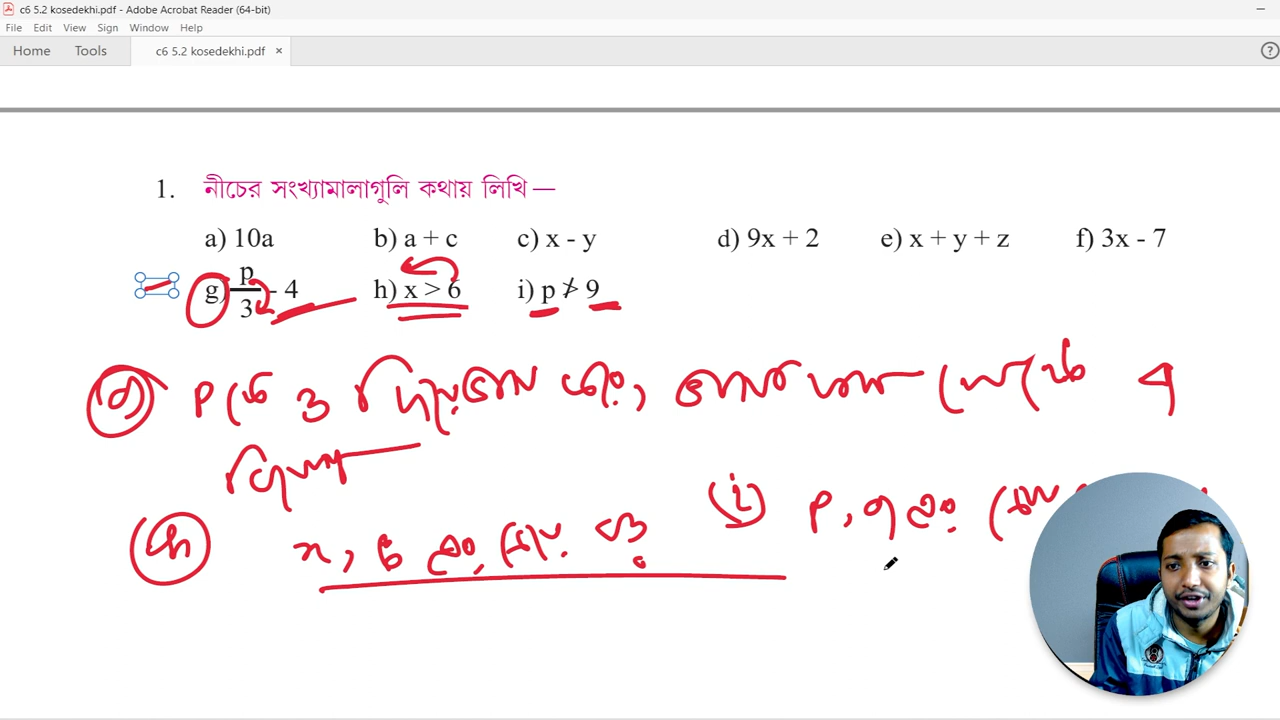 c6 5.2 kosedekhi.pdf - Adobe Acrobat Reader (64-bit)
File Edit View Sign Window Help
Home Tools c6 5.2 kosedekhi.pdf ×
1. নীচের সংখ্যামালাগুলি কথায় লিখি —
a) 10a b) a + c c) x - y d) 9x + 2 e) x + y + z f) 3x - 7
g) p/3 - 4 h) x > 6 i) p ≯ 9
p কে 3 দিয়ে ভাগ করে, ভাগফল থেকে 4
বিয়োগ
x, 6 এর চেয়ে বড়
(i) p, 9 এর চেয়ে